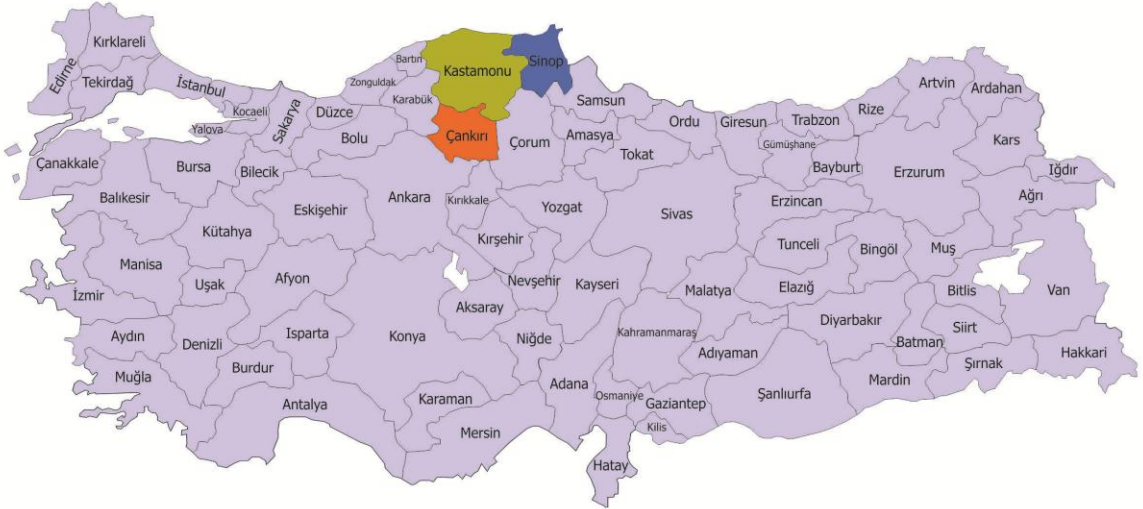 Kırklareli
Edirne
Tekirdağ
İstanbul
Kocaeli
Yalova
Sakarya
Düzce
Zonguldak
Bartın
Karabük
Kastamonu
Sinop
Samsun
Ordu
Giresun
Trabzon
Rize
Artvin
Ardahan
Çanakkale
Bursa
Bilecik
Bolu
Çankırı
Çorum
Amasya
Tokat
Gümüşhane
Bayburt
Erzurum
Kars
Iğdır
Balıkesir
Kütahya
Eskişehir
Ankara
Kırıkkale
Yozgat
Sivas
Erzincan
Ağrı
Manisa
Uşak
Afyon
Kırşehir
Nevşehir
Kayseri
Malatya
Tunceli
Elazığ
Bingöl
Muş
Bitlis
Van
İzmir
Aydın
Denizli
Isparta
Konya
Aksaray
Niğde
Kahramanmaraş
Adıyaman
Diyarbakır
Batman
Siirt
Şırnak
Hakkari
Muğla
Burdur
Antalya
Karaman
Mersin
Adana
Osmaniye
Gaziantep
Kilis
Şanlıurfa
Mardin
Hatay